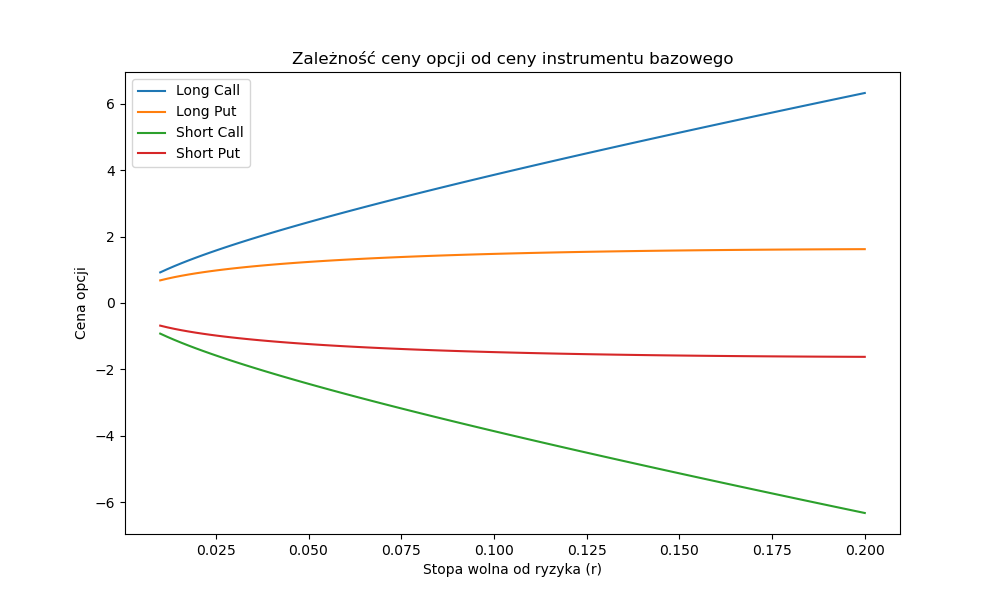 Zależność ceny opcji od ceny instrumentu bazowego
Long Call
Long Put
Short Call
Short Put
Cena opcji
6
4
2
0
−2
−4
−6
0.025
0.050
0.075
0.100
0.125
0.150
0.175
0.200
Stopa wolna od ryzyka (r)